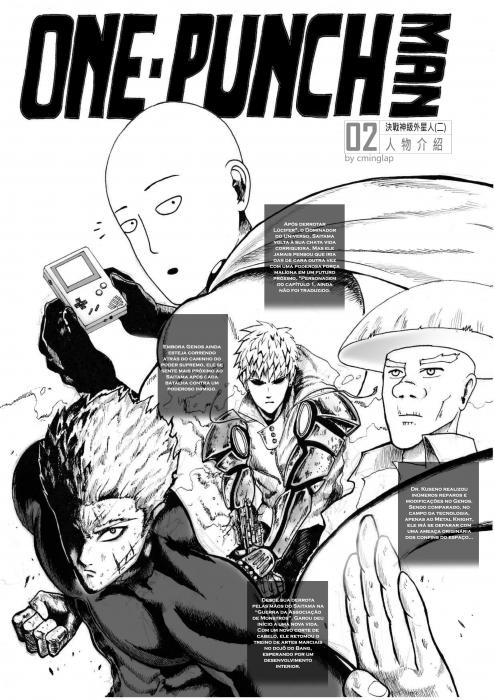 ONE-PUNCH
MAN
02
決戰神級外星人(二)
人物介紹
by cminglap
Após derrotar
Lúcifer*, o Dominador
do Universo, Saitama
volta à sua chata vida
corriqueira. Mas ele
jamais pensou que iria
das de cara outra vez
com uma poderosa força
maligna em um futuro
próximo. *Personagem
do capítulo 1, ainda
não foi traduzido.
Embora Genos ainda
esteja correndo
atrás do caminho do
poder supremo, ele se
sente mais próximo ao
Saitama após cada
batalha contra um
poderoso inimigo.
Dr. Kuseno realizou
inúmeros reparos e
modificações no Genos.
Sendo comparado, no
campo da tecnologia,
apenas ao Metal Knight,
ele irá se deparar com
uma ameaça originária
dos confins do espaço...
Desde sua derrota
pelas mãos do Saitama na
"Guerra da Associação
de Monstros", Garou deu
início a uma nova vida.
Com um novo corte de
cabelo, ele retomou o
treino de artes marciais
no dojô do Bang,
esperando por um
desenvolvimento
interior.